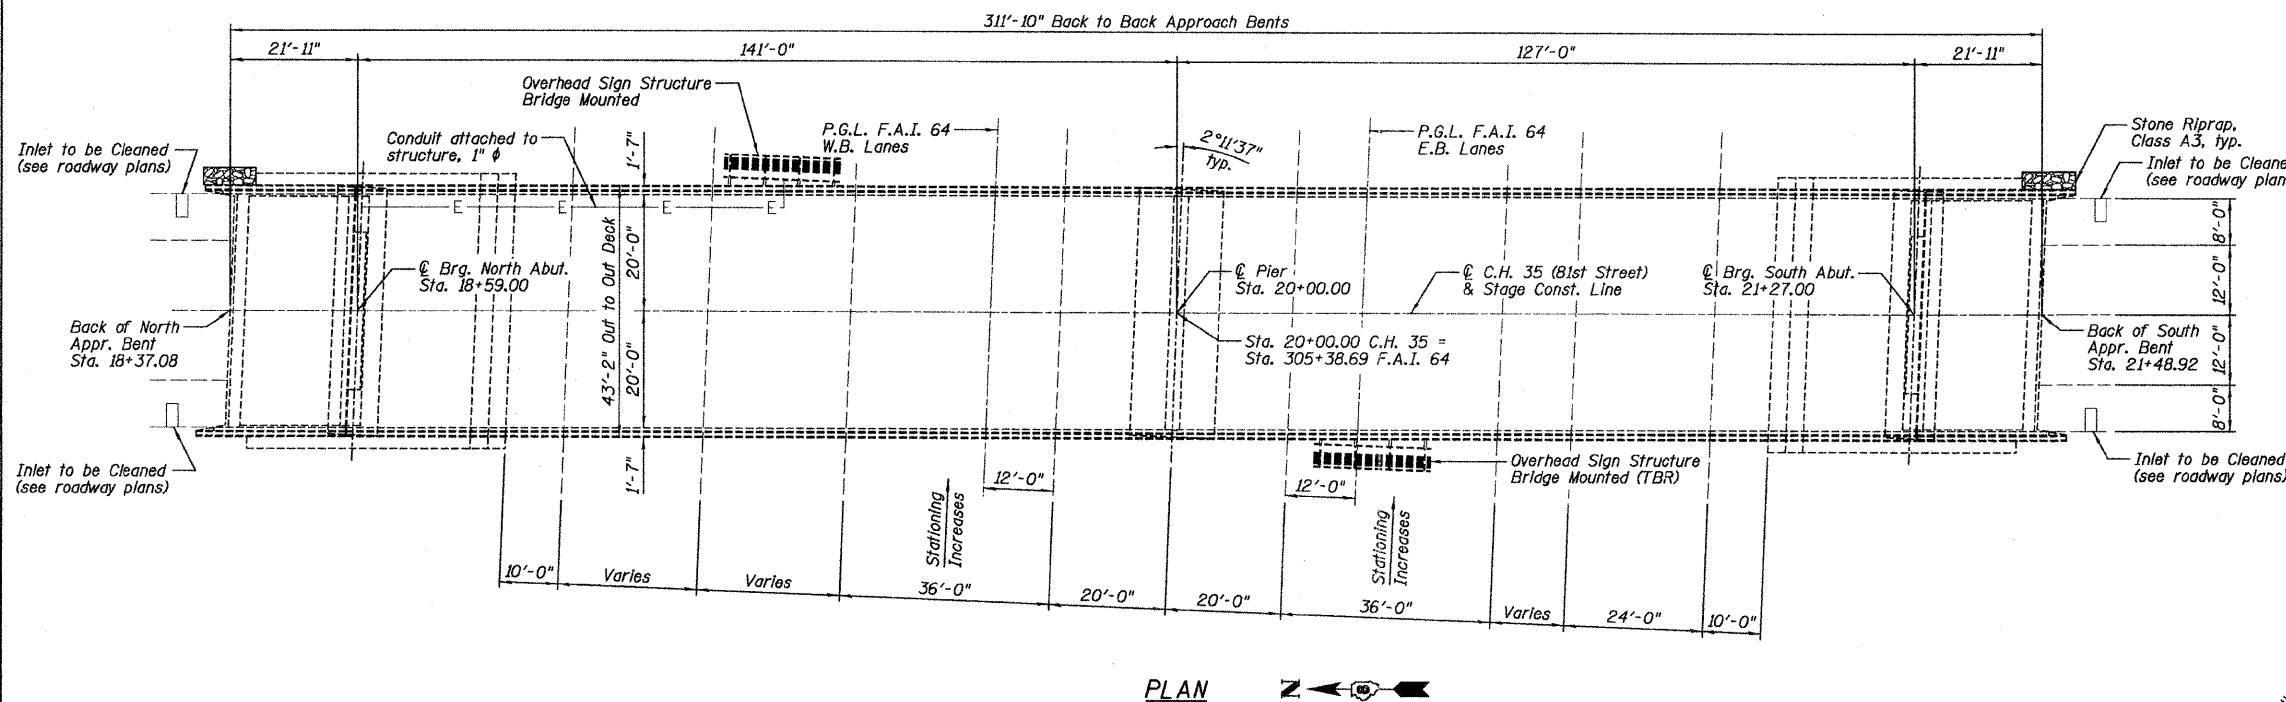 311'-10" Back to Back Approach Bents
21'-11"
141'-0"
127'-0"
21'-11"
Overhead Sign Structure
Bridge Mounted
Conduit attached to
structure, 1" ϕ
1'-7"
P.G.L. F.A.I. 64
W.B. Lanes
2°11'37"
typ.
P.G.L. F.A.I. 64
E.B. Lanes
Stone Riprap,
Class A3, typ.
Inlet to be Cleaned
(see roadway plans)
Inlet to be Cleane
(see roadway plan
E E E E
43'-2" Out to Out Deck
20'-0"
20'-0"
1'-7"
℄ Brg. North Abut.
Sta. 18+59.00
℄ Pier
Sta. 20+00.00
℄ C.H. 35 (81st Street)
& Stage Const. Line
℄ Brg. South Abut.
Sta. 21+27.00
8'-0"
12'-0"
12'-0"
8'-0"
Back of North
Appr. Bent
Sta. 18+37.08
Sta. 20+00.00 C.H. 35 =
Sta. 305+38.69 F.A.I. 64
Back of South
Appr. Bent
Sta. 21+48.92
Inlet to be Cleaned
(see roadway plans)
Overhead Sign Structure
Bridge Mounted (TBR)
Inlet to be Cleaned
(see roadway plans)
12'-0"
12'-0"
Stationing
Increases
Stationing
Increases
10'-0"
Varies
Varies
36'-0"
20'-0"
20'-0"
36'-0"
Varies
24'-0"
10'-0"
PLAN
N